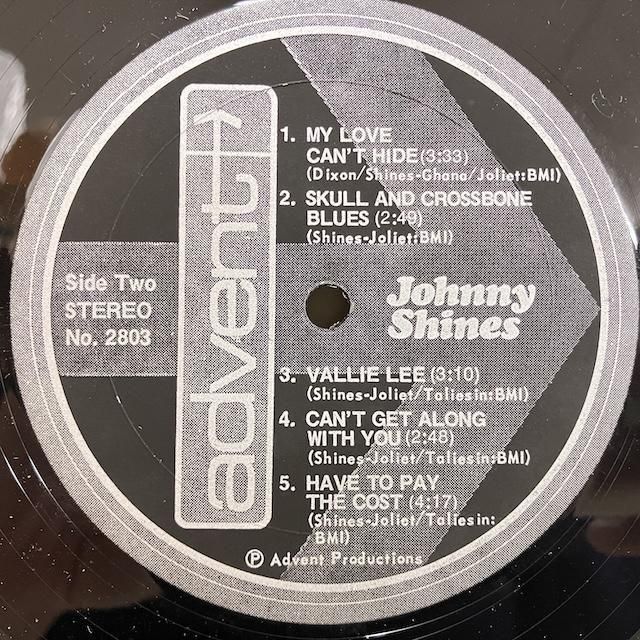 advent
1. MY LOVE
CAN'T HIDE (3:33)
(Dixon/Shines-Ghana/Joliet:BMI)
2. SKULL AND CROSSBONE
BLUES (2:49)
(Shines-Joliet:BMI)
Side Two
STEREO
No. 2803
Johnny
Shines
3. VALLIE LEE (3:10)
(Shines-Joliet/Taliesin:BMI)
4. CAN'T GET ALONG
WITH YOU (2:48)
(Shines-Joliet/Taliesin:BMI)
5. HAVE TO PAY
THE COST (4:17)
(Shines-Joliet/Taliesin:
BMI)
Ⓟ Advent Productions